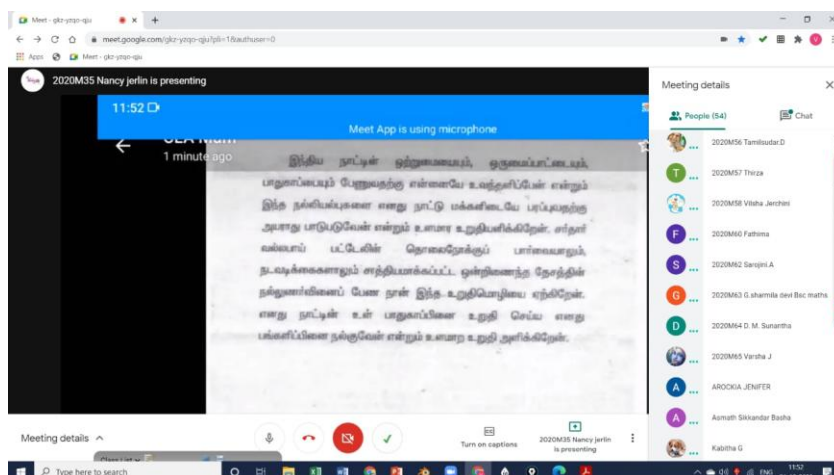 Meet - gkz-yzqo-qju
meet.google.com/gkz-yzqo-qju?pli=1&authuser=0
Apps Meet - gkz-yzqo-qju
2020M35 Nancy jerlin is presenting
11:52
Meet App is using microphone
1 minute ago
இந்திய நாட்டின் ஒற்றுமையையும், ஒருமைப்பாட்டையும்,
பாதுகாப்பையும் பேணுவதற்கு என்னையே உவந்தளிப்பேன் என்றும்
இந்த நல்லியல்புகளை எனது நாட்டு மக்களிடையே பரப்புவதற்கு
அயராது பாடுபடுவேன் என்றும் உளமார உறுதியளிக்கிறேன். சர்தார்
வல்லபாய் பட்டேலின் தொலைநோக்குப் பார்வையாலும்,
நடவடிக்கைகளாலும் சாத்தியமாக்கப்பட்ட ஒன்றிணைந்த தேசத்தின்
நல்லுணர்வினைப் பேண நான் இந்த உறுதிமொழியை ஏற்கிறேன்.
எனது நாட்டின் உள் பாதுகாப்பினை உறுதி செய்ய எனது
பங்களிப்பினை நல்குவேன் என்றும் உளமாற உறுதி அளிக்கிறேன்.
Meeting details
People (54) Chat
2020M56 Tamilsudar.D
2020M57 Thirza
2020M58 Vilsha Jerchini
2020M60 Fathima
2020M62 Sarojini.A
2020M63 G.sharmila devi Bsc maths
2020M64 D. M. Sunantha
2020M65 Varsha J
AROCKIA JENIFER
Asmath Sikkandar Basha
Kabitha G
Meeting details
Turn on captions
2020M35 Nancy jerlin
is presenting
Type here to search
ENG
11:52